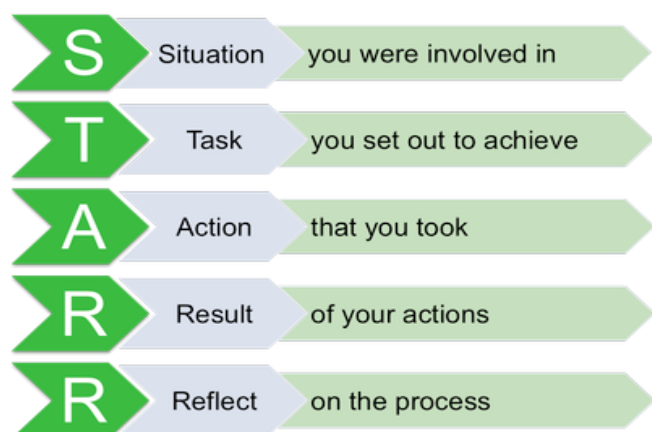 S Situation you were involved in
T Task you set out to achieve
A Action that you took
R Result of your actions
R Reflect on the process